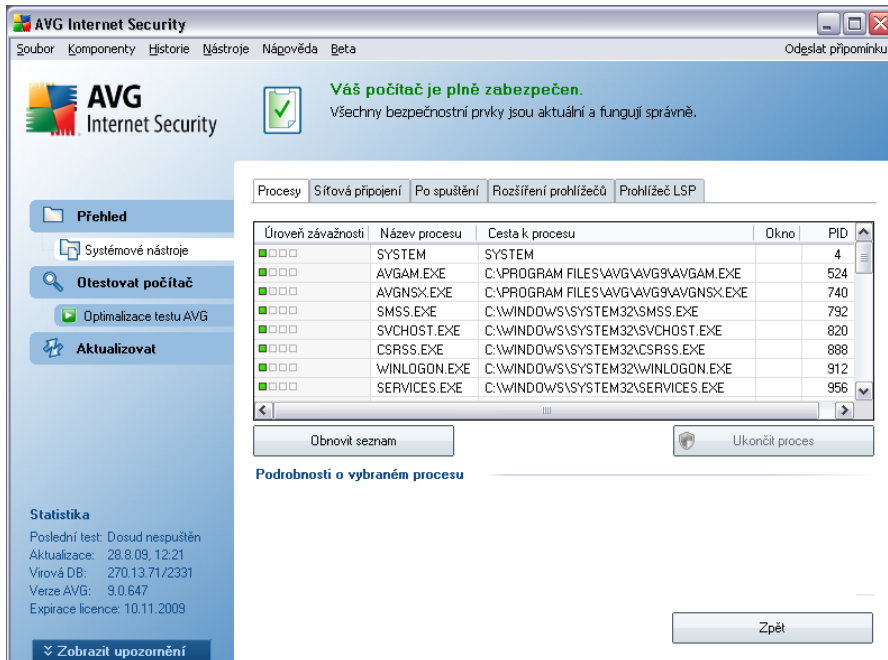 AVG Internet Security
Soubor Komponenty Historie Nástroje Nápověda Beta Odeslat připomínku
AVG
Internet Security
Váš počítač je plně zabezpečen.
Všechny bezpečnostní prvky jsou aktuální a fungují správně.
Přehled
Systémové nástroje
Otestovat počítač
Optimalizace testu AVG
Aktualizovat
Procesy Síťová připojení Po spuštění Rozšíření prohlížečů Prohlížeč LSP
Úroveň závažnosti Název procesu Cesta k procesu Okno PID
SYSTEM SYSTEM 4
AVGAM.EXE C:\PROGRAM FILES\AVG\AVG9\AVGAM.EXE 524
AVGNSX.EXE C:\PROGRAM FILES\AVG\AVG9\AVGNSX.EXE 740
SMSS.EXE C:\WINDOWS\SYSTEM32\SMSS.EXE 792
SVCHOST.EXE C:\WINDOWS\SYSTEM32\SVCHOST.EXE 820
CSRSS.EXE C:\WINDOWS\SYSTEM32\CSRSS.EXE 888
WINLOGON.EXE C:\WINDOWS\SYSTEM32\WINLOGON.EXE 912
SERVICES.EXE C:\WINDOWS\SYSTEM32\SERVICES.EXE 956
Obnovit seznam Ukončit proces
Podrobnosti o vybraném procesu
Statistika
Poslední test: Dosud nespuštěn
Aktualizace: 28.8.09, 12:21
Virová DB: 270.13.71/2331
Verze AVG: 9.0.647
Expirace licence: 10.11.2009
Zobrazit upozornění
Zpět